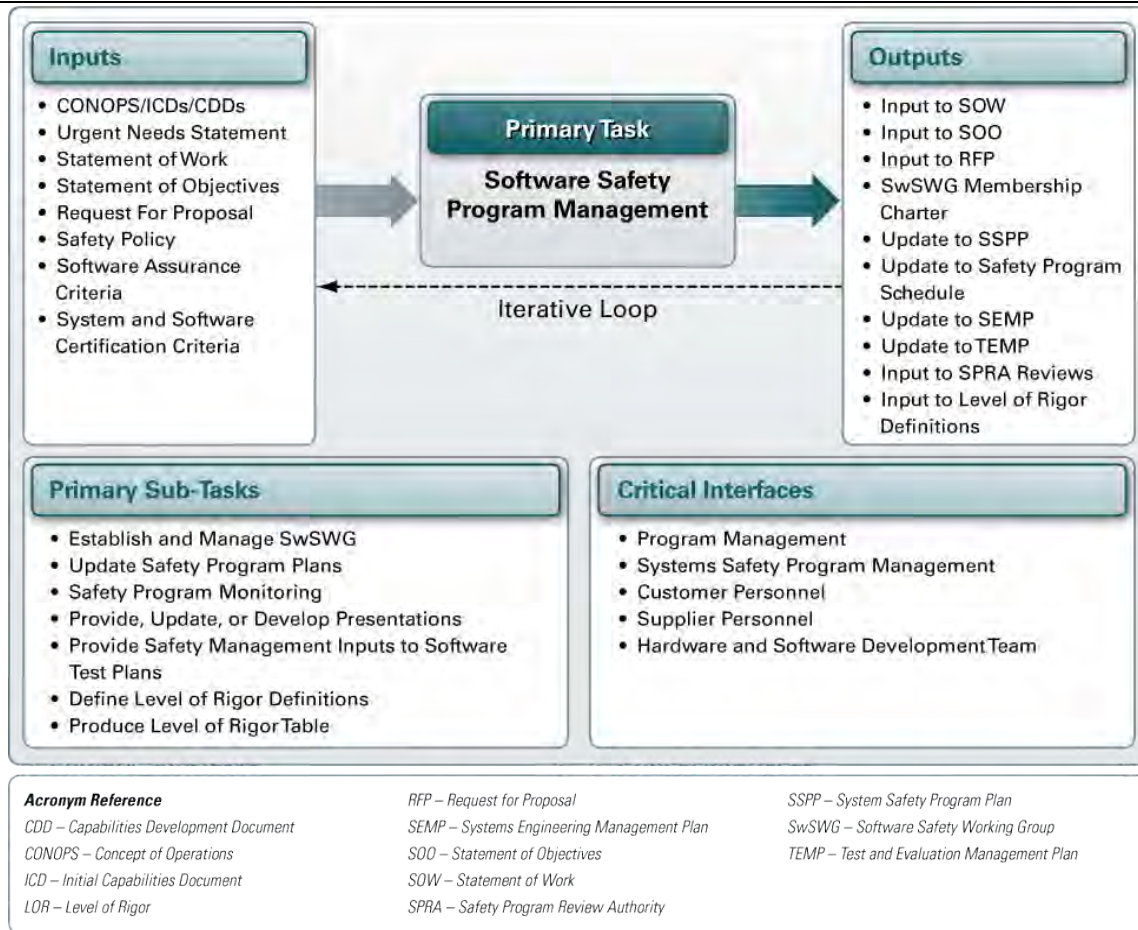 Inputs
• CONOPS/ICDs/CDDs
• Urgent Needs Statement
• Statement of Work
• Statement of Objectives
• Request For Proposal
• Safety Policy
• Software Assurance
Criteria
• System and Software
Certification Criteria
Primary Task
Software Safety
Program Management
Iterative Loop
Outputs
• Input to SOW
• Input to SOO
• Input to RFP
• SwSWG Membership
Charter
• Update to SSPP
• Update to Safety Program
Schedule
• Update to SEMP
• Update to TEMP
• Input to SPRA Reviews
• Input to Level of Rigor
Definitions
Primary Sub-Tasks
• Establish and Manage SwSWG
• Update Safety Program Plans
• Safety Program Monitoring
• Provide, Update, or Develop Presentations
• Provide Safety Management Inputs to Software
Test Plans
• Define Level of Rigor Definitions
• Produce Level of Rigor Table
Critical Interfaces
• Program Management
• Systems Safety Program Management
• Customer Personnel
• Supplier Personnel
• Hardware and Software Development Team
Acronym Reference
CDD – Capabilities Development Document
CONOPS – Concept of Operations
ICD – Initial Capabilities Document
LOR – Level of Rigor
RFP – Request for Proposal
SEMP – Systems Engineering Management Plan
SOO – Statement of Objectives
SOW – Statement of Work
SPRA – Safety Program Review Authority
SSPP – System Safety Program Plan
SwSWG – Software Safety Working Group
TEMP – Test and Evaluation Management Plan